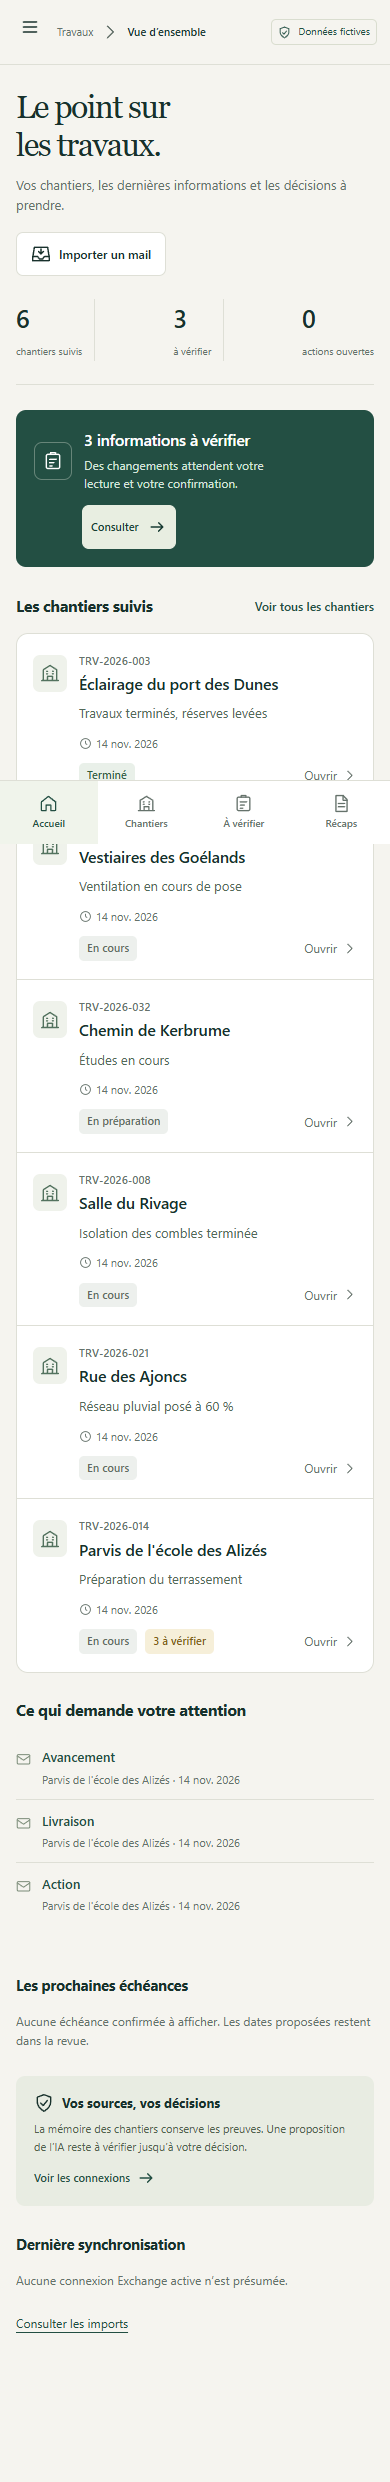 Travaux
Vue d'ensemble
Données fictives
Le point sur
les travaux.
Vos chantiers, les dernières informations et les décisions à
prendre.
Importer un mail
6
3
0
chantiers suivis
à vérifier
actions ouvertes
3 informations à vérifier
Des changements attendent votre
lecture et votre confirmation.
Consulter
Les chantiers suivis
Voir tous les chantiers
TRV-2026-003
Éclairage du port des Dunes
Travaux terminés, réserves levées
14 nov. 2026
Terminé
Ouvrir
Accueil
Chantiers
À vérifier
Récaps
Vestiaires des Goélands
Ventilation en cours de pose
14 nov. 2026
En cours
Ouvrir
TRV-2026-032
Chemin de Kerbrume
Études en cours
14 nov. 2026
En préparation
Ouvrir
TRV-2026-008
Salle du Rivage
Isolation des combles terminée
14 nov. 2026
En cours
Ouvrir
TRV-2026-021
Rue des Ajoncs
Réseau pluvial posé à 60 %
14 nov. 2026
En cours
Ouvrir
TRV-2026-014
Parvis de l'école des Alizés
Préparation du terrassement
14 nov. 2026
En cours
3 à vérifier
Ouvrir
Ce qui demande votre attention
Avancement
Parvis de l'école des Alizés · 14 nov. 2026
Livraison
Parvis de l'école des Alizés · 14 nov. 2026
Action
Parvis de l'école des Alizés · 14 nov. 2026
Les prochaines échéances
Aucune échéance confirmée à afficher. Les dates proposées restent
dans la revue.
Vos sources, vos décisions
La mémoire des chantiers conserve les preuves. Une proposition
de l'IA reste à vérifier jusqu'à votre décision.
Voir les connexions
Dernière synchronisation
Aucune connexion Exchange active n'est présumée.
Consulter les imports